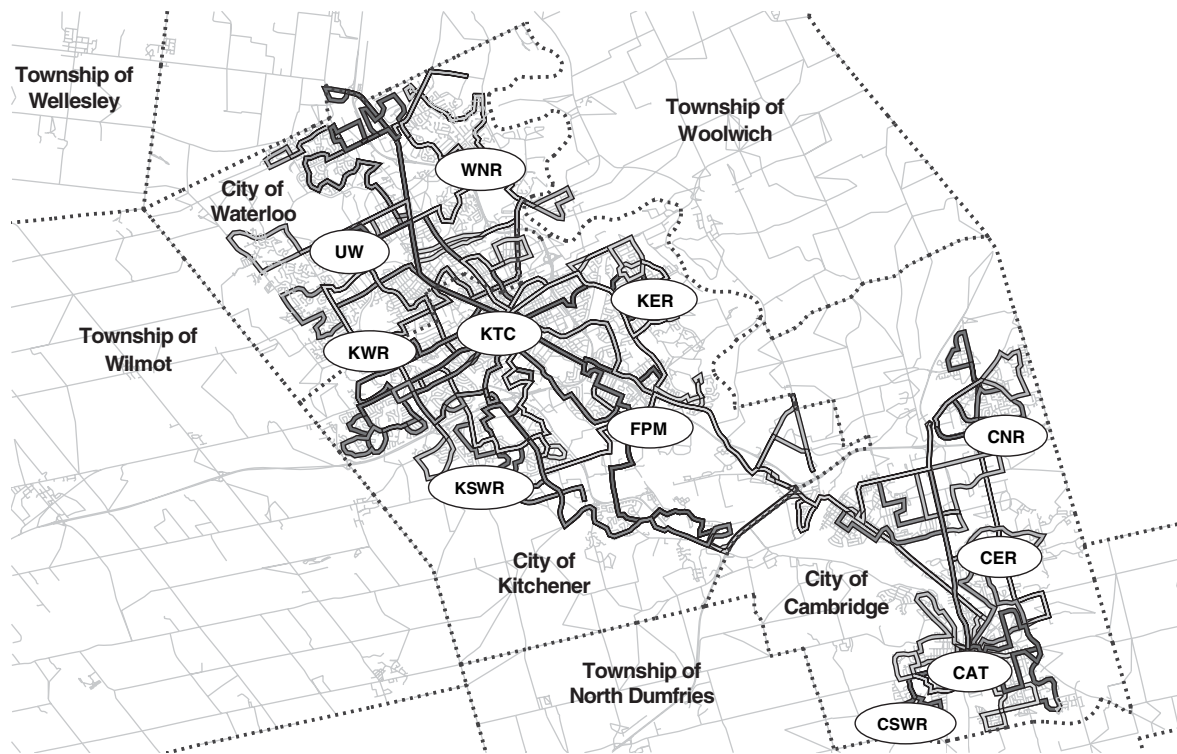 Township of
Wellesley
Township of
Woolwich
WNR
City of
Waterloo
UW
KER
KTC
Township of
Wilmot
KWR
FPM
CNR
KSWR
City of
Kitchener
CER
City of
Cambridge
Township of
North Dumfries
CAT
CSWR